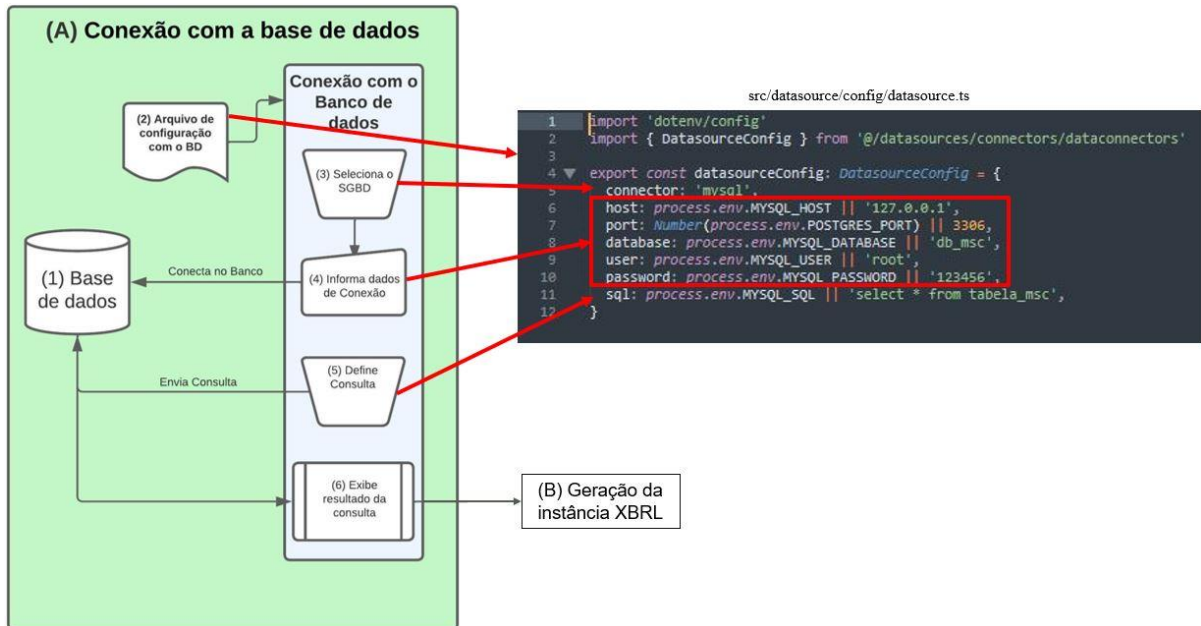 (A) Conexão com a base de dados
Conexão com o
Banco de
dados
(2) Arquivo de
configuração
com o BD
(3) Seleciona o
SGBD
(1) Base
de dados
Conecta no Banco
(4) Informa dados
de Conexão
Envia Consulta
(5) Define
Consulta
(6) Exibe
resultado da
consulta
(B) Geração da
instância XBRL
src/datasource/config/datasource.ts
1 import 'dotenv/config'
2 import { DatasourceConfig } from '@/datasources/connectors/dataconnectors'
3
4 export const datasourceConfig: DatasourceConfig = {
5 connector: 'mysql',
6 host: process.env.MYSQL_HOST || '127.0.0.1',
7 port: Number(process.env.POSTGRES_PORT) || 3306,
8 database: process.env.MYSQL_DATABASE || 'db_msc',
9 user: process.env.MYSQL_USER || 'root',
10 password: process.env.MYSQL_PASSWORD || '123456',
11 sql: process.env.MYSQL_SQL || 'select * from tabela_msc',
12 }